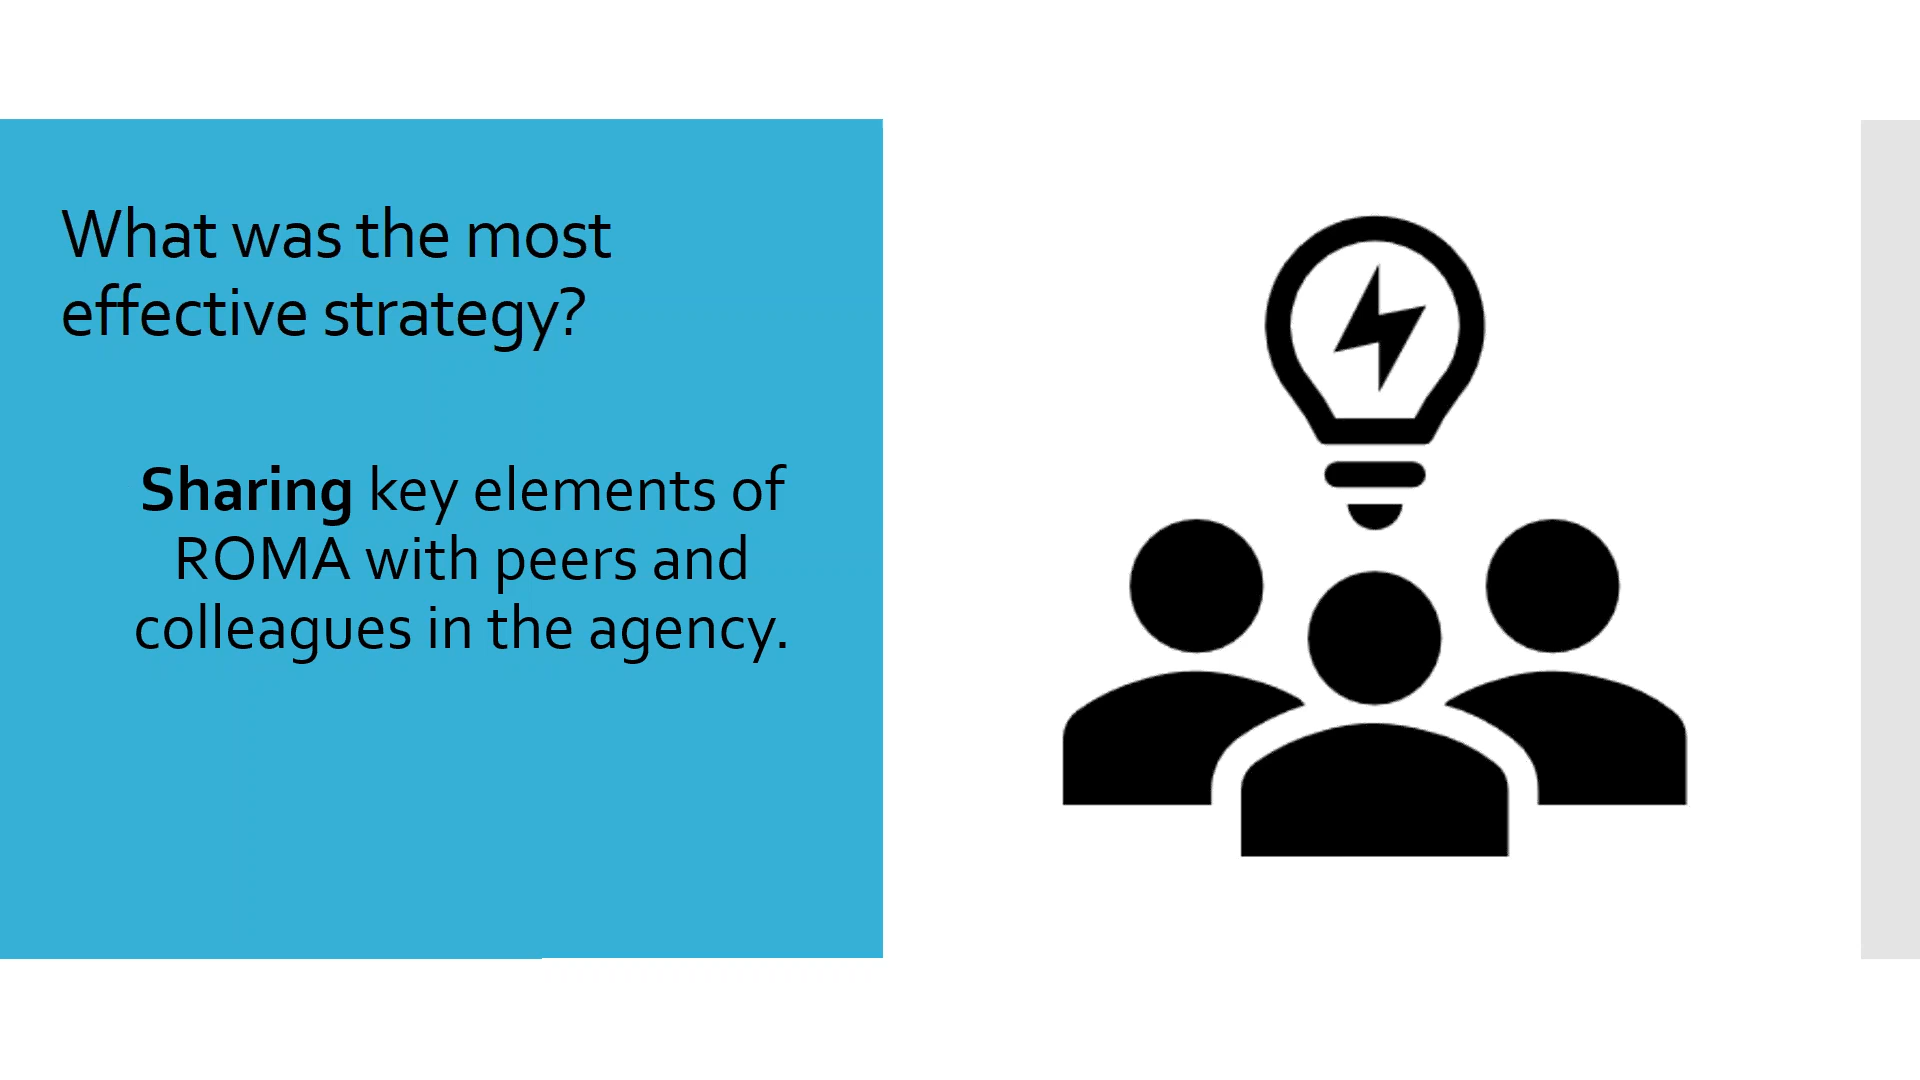 What was the most
effective strategy?
Sharing key elements of
ROMA with peers and
colleagues in the agency.